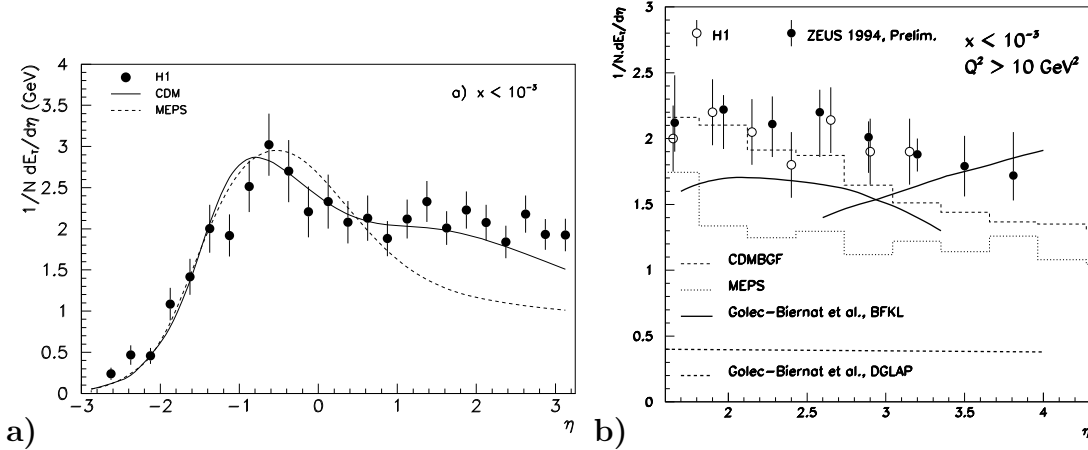 1/N dE_T/dη (GeV)
4
3.5
3
2.5
2
1.5
1
0.5
0
H1
CDM
MEPS
a) x < 10⁻³
−3 −2 −1 0 1 2 3
η
a)
1/N.dE_T/dη
3
2.5
2
1.5
1
0.5
0
H1
ZEUS 1994, Prelim.
x < 10⁻³
Q² > 10 GeV²
CDMBGF
MEPS
Golec−Biernat et al., BFKL
Golec−Biernat et al., DGLAP
2 2.5 3 3.5 4
η
b)